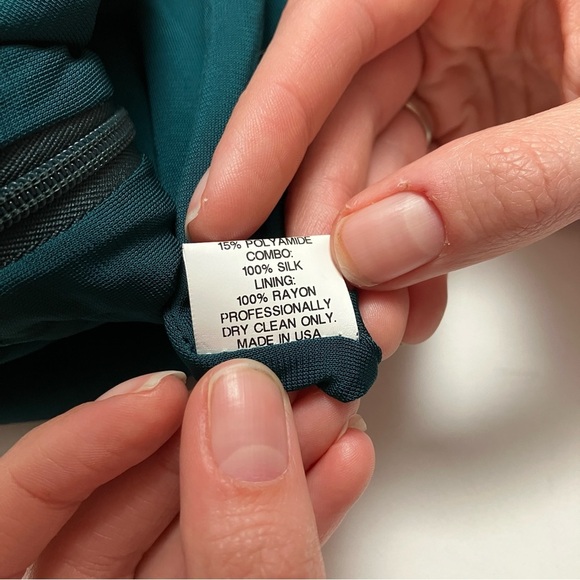 15% POLYAMIDE
COMBO:
100% SILK
LINING:
100% RAYON
PROFESSIONALLY
DRY CLEAN ONLY.
MADE IN USA